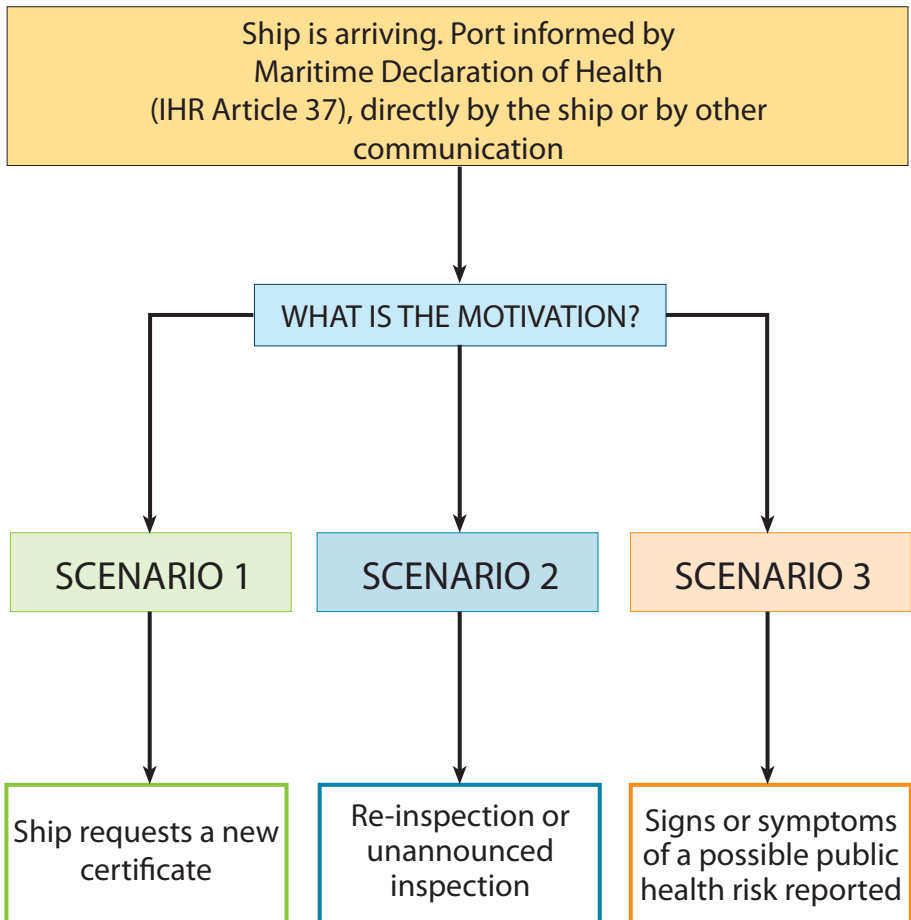 Ship is arriving. Port informed by
Maritime Declaration of Health
(IHR Article 37), directly by the ship or by other
communication
WHAT IS THE MOTIVATION?
SCENARIO 1
SCENARIO 2
SCENARIO 3
Ship requests a new
certificate
Re-inspection or
unannounced
inspection
Signs or symptoms
of a possible public
health risk reported